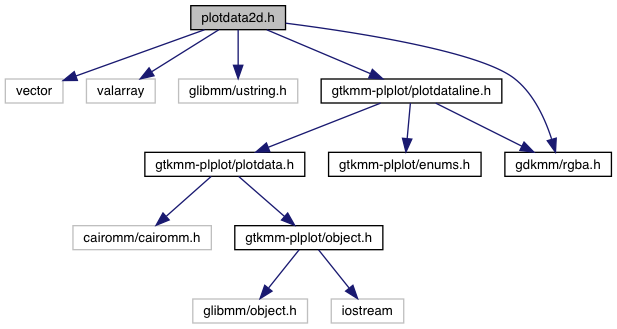 plotdata2d.h
vector
valarray
glibmm/ustring.h
gtkmm-plplot/plotdataline.h
gtkmm-plplot/plotdata.h
gtkmm-plplot/enums.h
gdkmm/rgba.h
cairomm/cairomm.h
gtkmm-plplot/object.h
glibmm/object.h
iostream